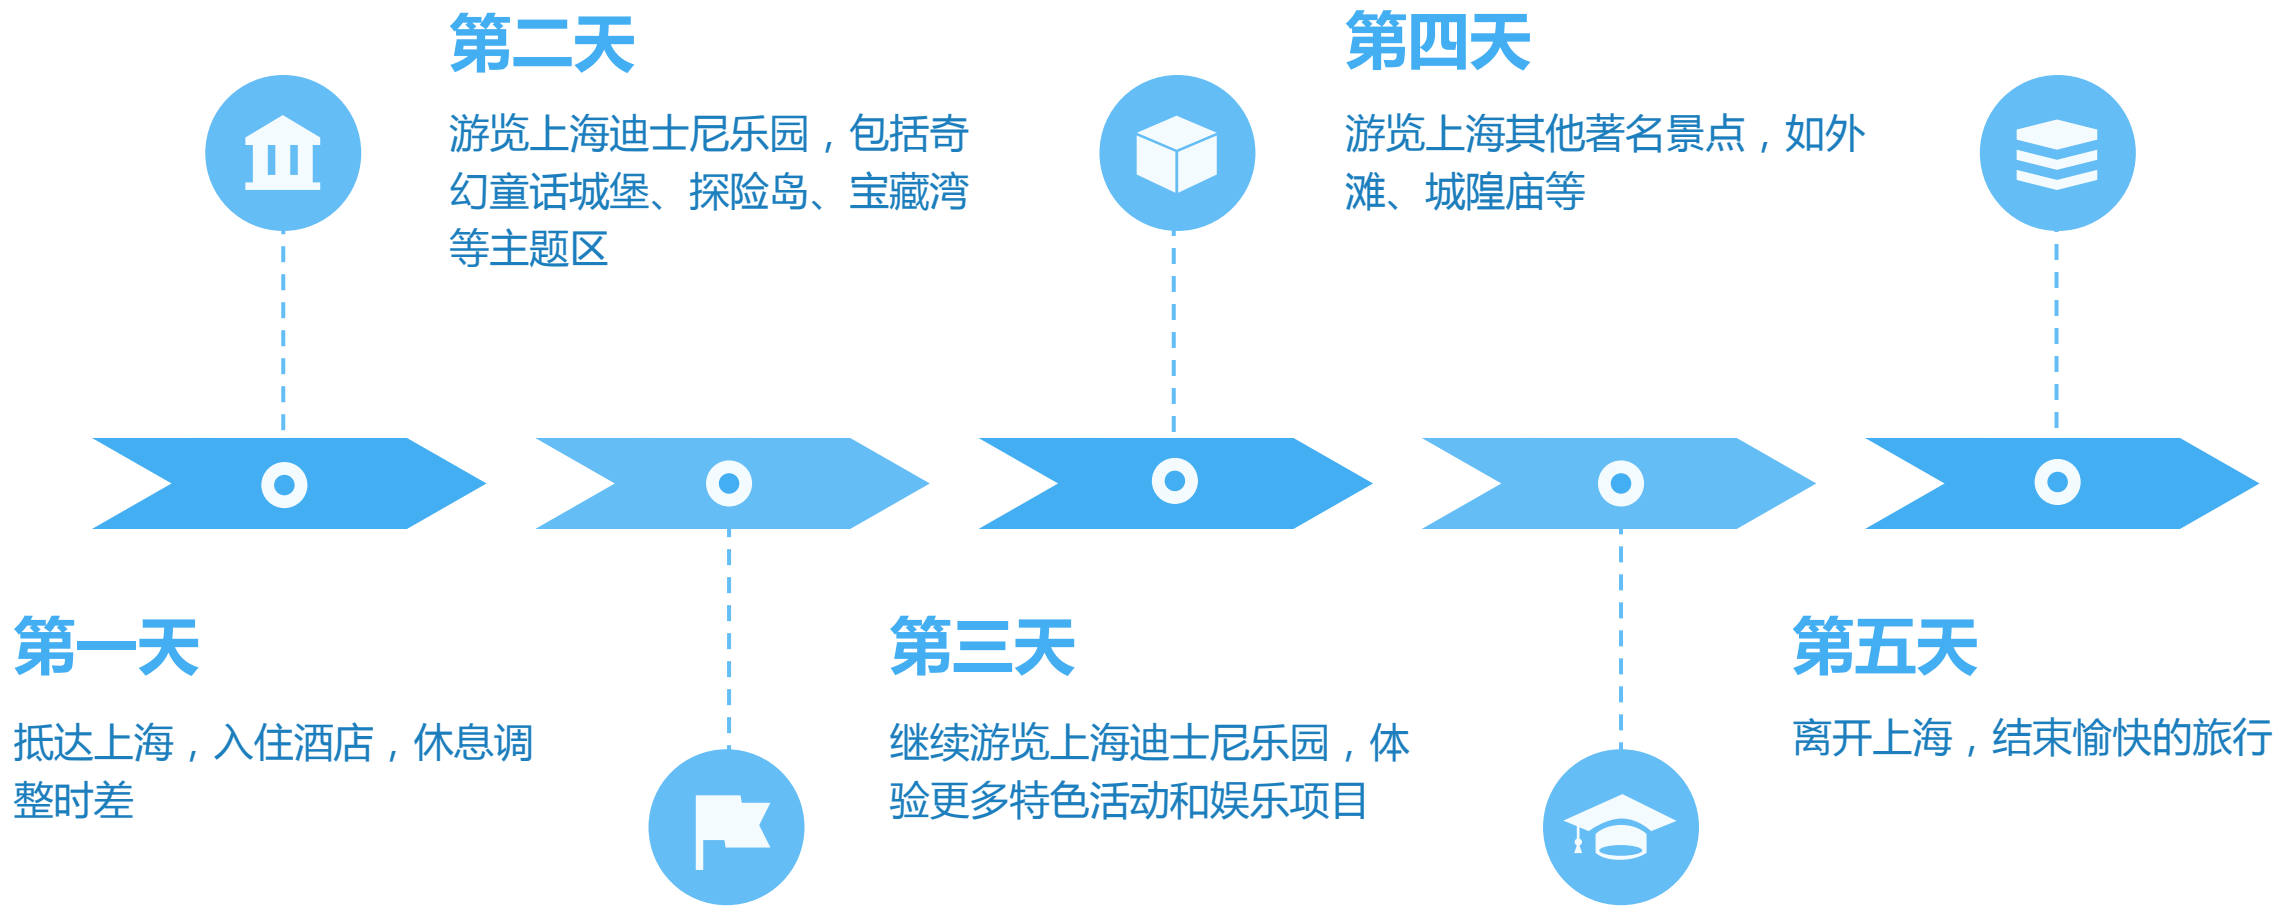 第一天
抵达上海，入住酒店，休息调
整时差
第二天
游览上海迪士尼乐园，包括奇
幻童话城堡、探险岛、宝藏湾
等主题区
第三天
继续游览上海迪士尼乐园，体
验更多特色活动和娱乐项目
第四天
游览上海其他著名景点，如外
滩、城隍庙等
第五天
离开上海，结束愉快的旅行